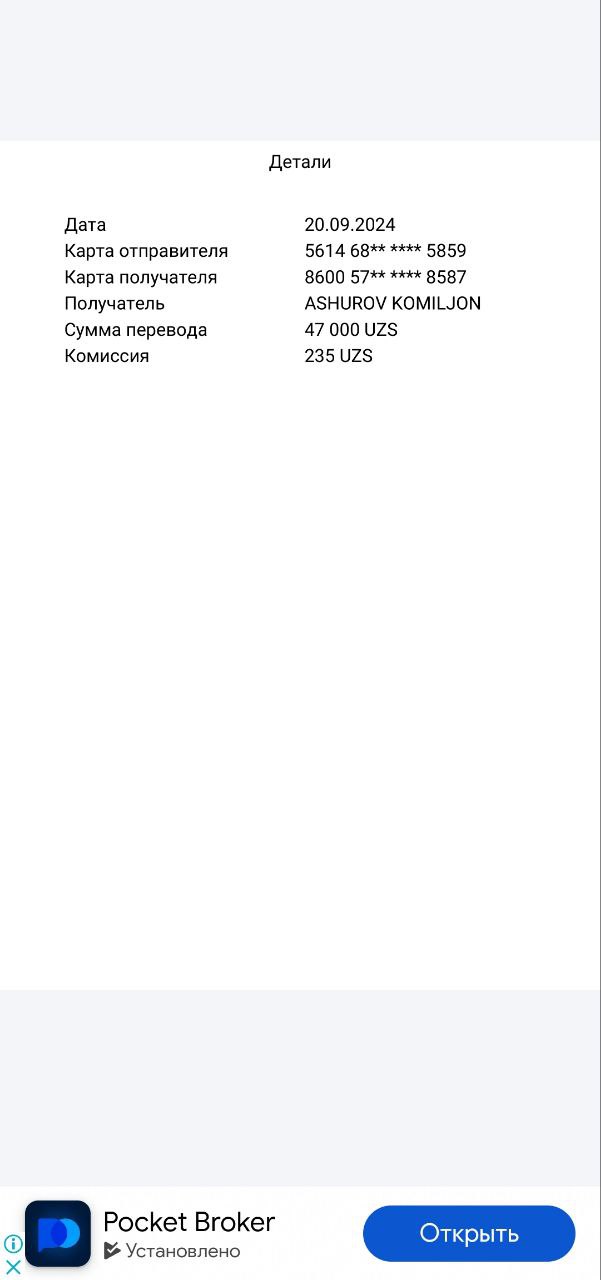 Детали
Дата 20.09.2024
Карта отправителя 5614 68** **** 5859
Карта получателя 8600 57** **** 8587
Получатель ASHUROV KOMILJON
Сумма перевода 47 000 UZS
Комиссия 235 UZS
Pocket Broker
Установлено
Открыть